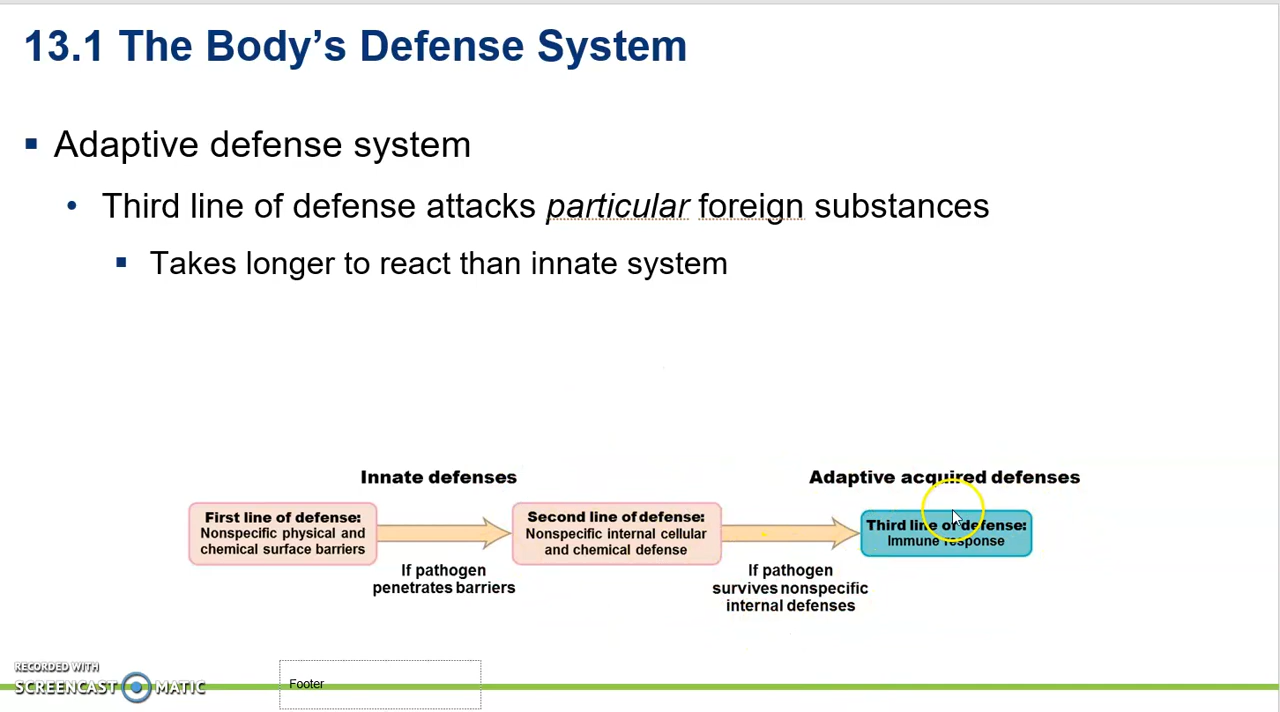 13.1 The Body’s Defense System
Adaptive defense system
Third line of defense attacks particular foreign substances
Takes longer to react than innate system
Innate defenses
Adaptive acquired defenses
First line of defense:
Nonspecific physical and
chemical surface barriers
If pathogen
penetrates barriers
Second line of defense:
Nonspecific internal cellular
and chemical defense
If pathogen
survives nonspecific
internal defenses
Third line of defense:
Immune response
RECORDED WITH
SCREENCAST MATIC
Footer